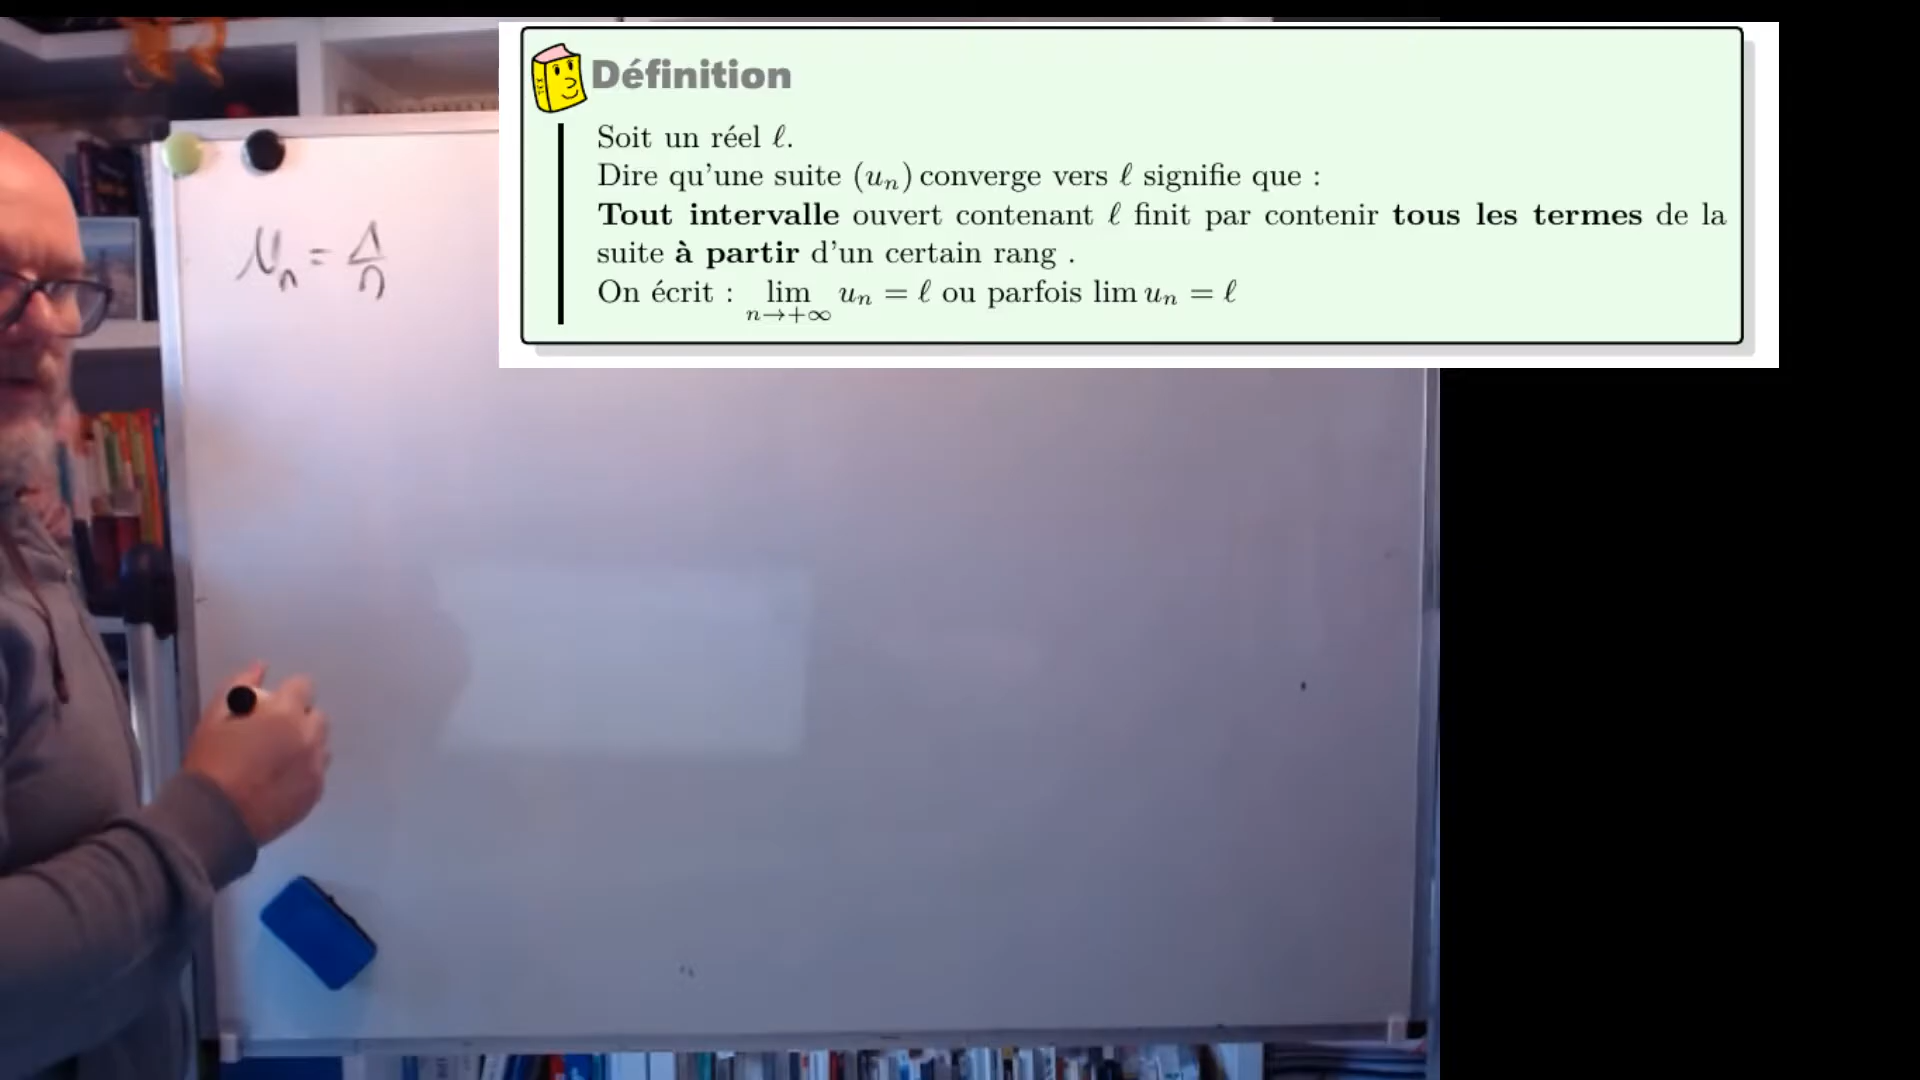 Définition
Soit un réel ℓ.
Dire qu'une suite (uₙ) converge vers ℓ signifie que :
Tout intervalle ouvert contenant ℓ finit par contenir tous les termes de la
suite à partir d'un certain rang .
On écrit : lim uₙ = ℓ ou parfois lim uₙ = ℓ
n→+∞
uₙ = 1/n